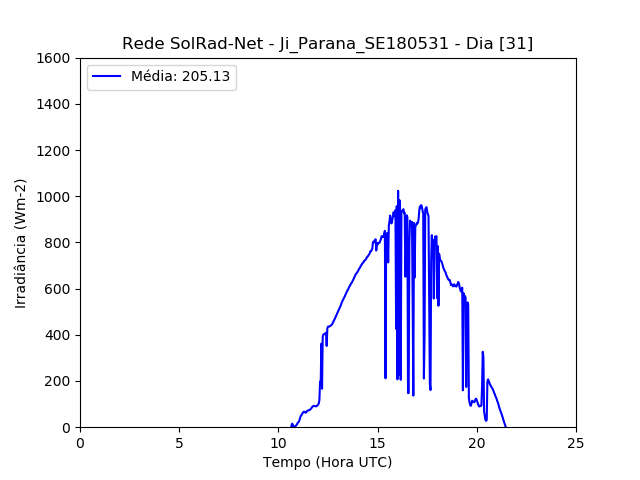 Rede SolRad-Net - Ji_Parana_SE180531 - Dia [31]
Média: 205.13
Irradiância (Wm-2)
1600
1400
1200
1000
800
600
400
200
0
0 5 10 15 20 25
Tempo (Hora UTC)